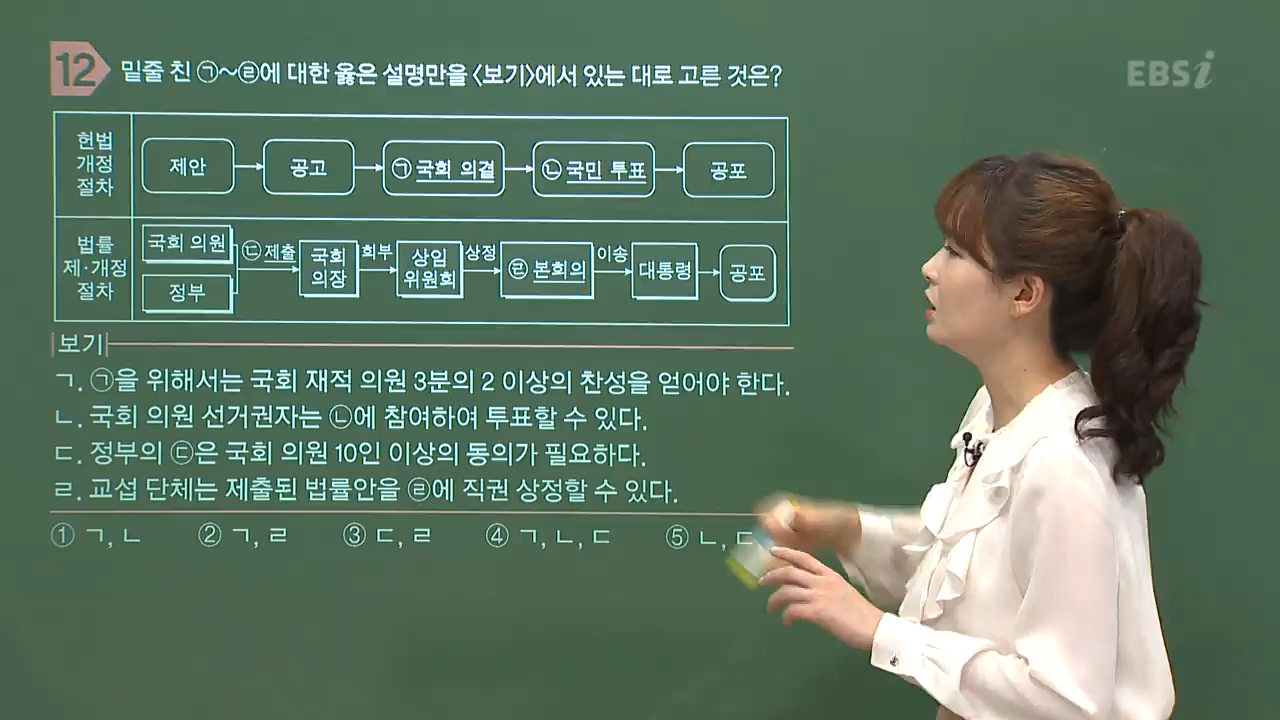 EBSi
12 밑줄 친 ㉠~㉣에 대한 옳은 설명만을 <보기>에서 있는 대로 고른 것은?
헌법
개정
절차
제안
공고
㉠ 국회 의결
㉡ 국민 투표
공포
법률
제·개정
절차
국회 의원
정부
㉢ 제출
국회
의장
회부
상임
위원회
상정
㉣ 본회의
이송
대통령
공포
보기
ㄱ. ㉠을 위해서는 국회 재적 의원 3분의 2 이상의 찬성을 얻어야 한다.
ㄴ. 국회 의원 선거권자는 ㉡에 참여하여 투표할 수 있다.
ㄷ. 정부의 ㉢은 국회 의원 10인 이상의 동의가 필요하다.
ㄹ. 교섭 단체는 제출된 법률안을 ㉣에 직권 상정할 수 있다.
① ㄱ, ㄴ ② ㄱ, ㄹ ③ ㄷ, ㄹ ④ ㄱ, ㄴ, ㄷ ⑤ ㄴ, ㄷ